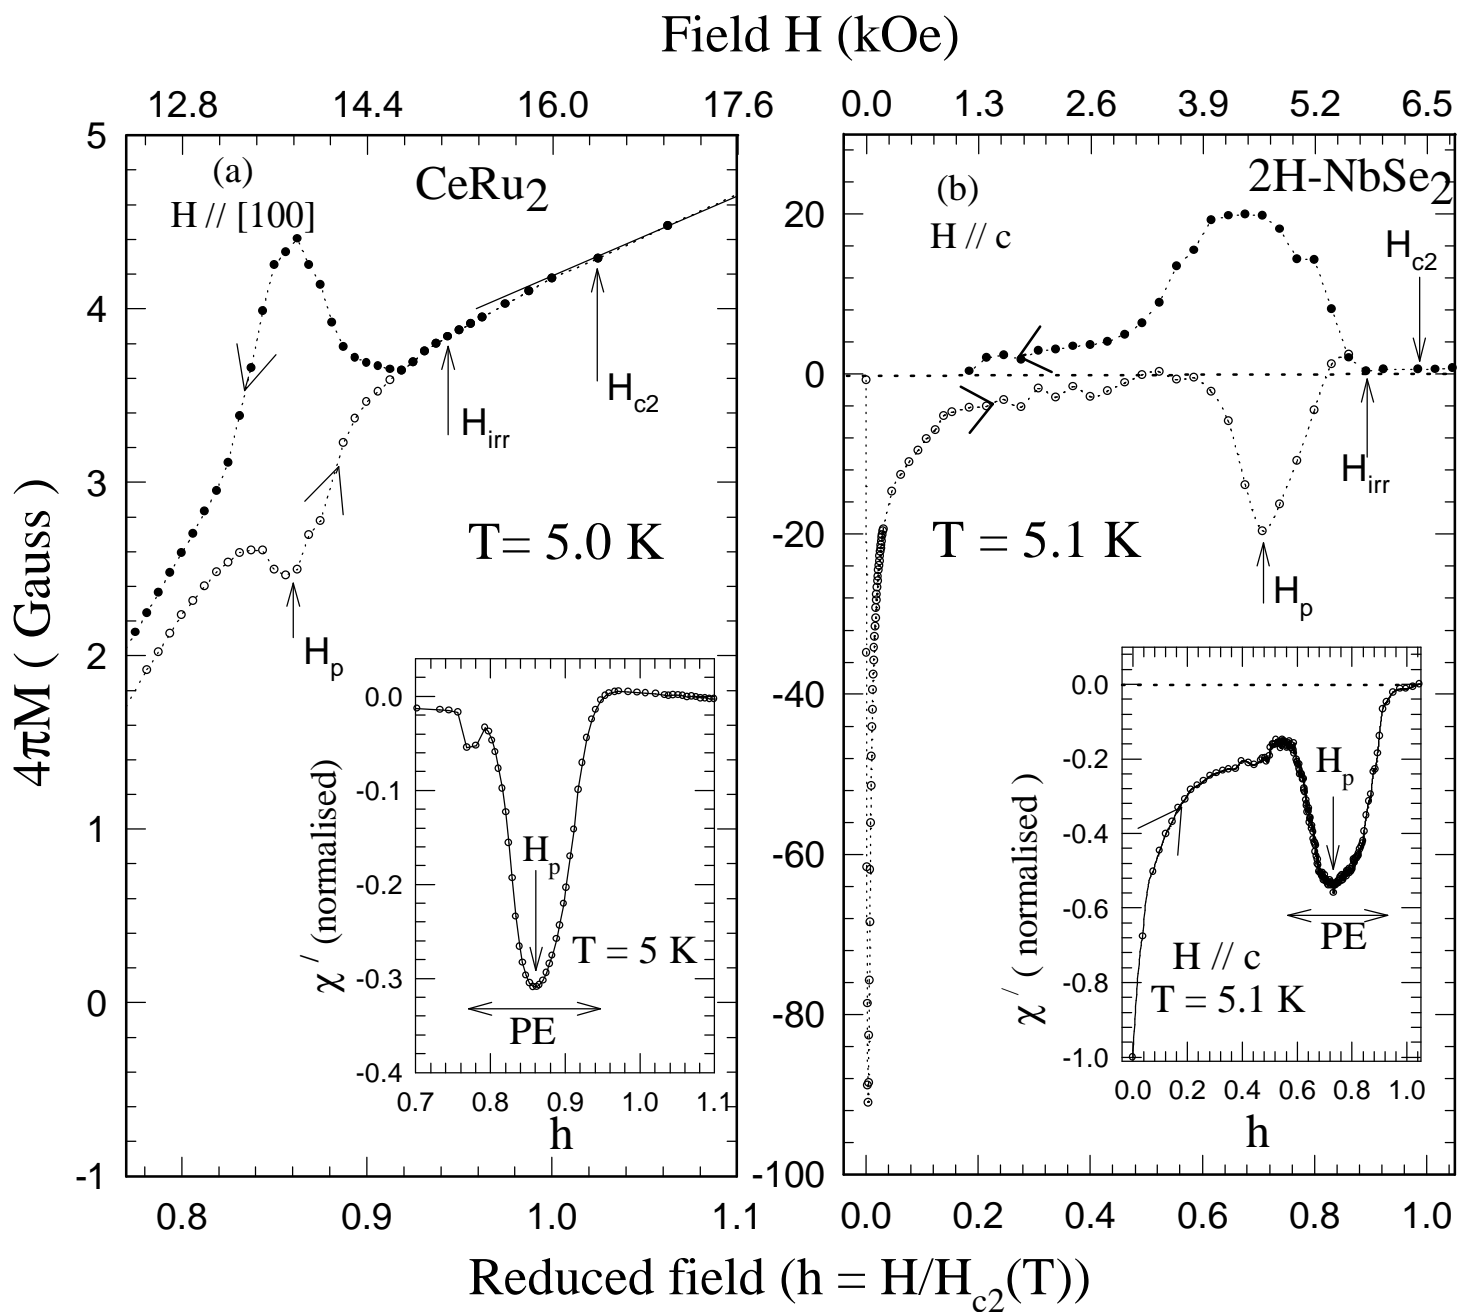 Field H (kOe)
12.8 14.4 16.0 17.6
0.0 1.3 2.6 3.9 5.2 6.5
5
4
3
2
1
0
-1
4πM ( Gauss )
(a)
H // [100]
CeRu2
Hc2
Hirr
Hp
T= 5.0 K
0.0
-0.1
-0.2
-0.3
-0.4
χ ′ (normalised)
Hp
T = 5 K
PE
0.7 0.8 0.9 1.0 1.1
h
0.8 0.9 1.0 1.1
20
0
-20
-40
-60
-80
-100
(b)
H // c
2H-NbSe2
Hc2
Hirr
Hp
T = 5.1 K
0.0
-0.2
-0.4
-0.6
-0.8
-1.0
χ ′ ( normalised )
Hp
PE
H // c
T = 5.1 K
0.0 0.2 0.4 0.6 0.8 1.0
h
0.0 0.2 0.4 0.6 0.8 1.0
Reduced field (h = H/Hc2(T))